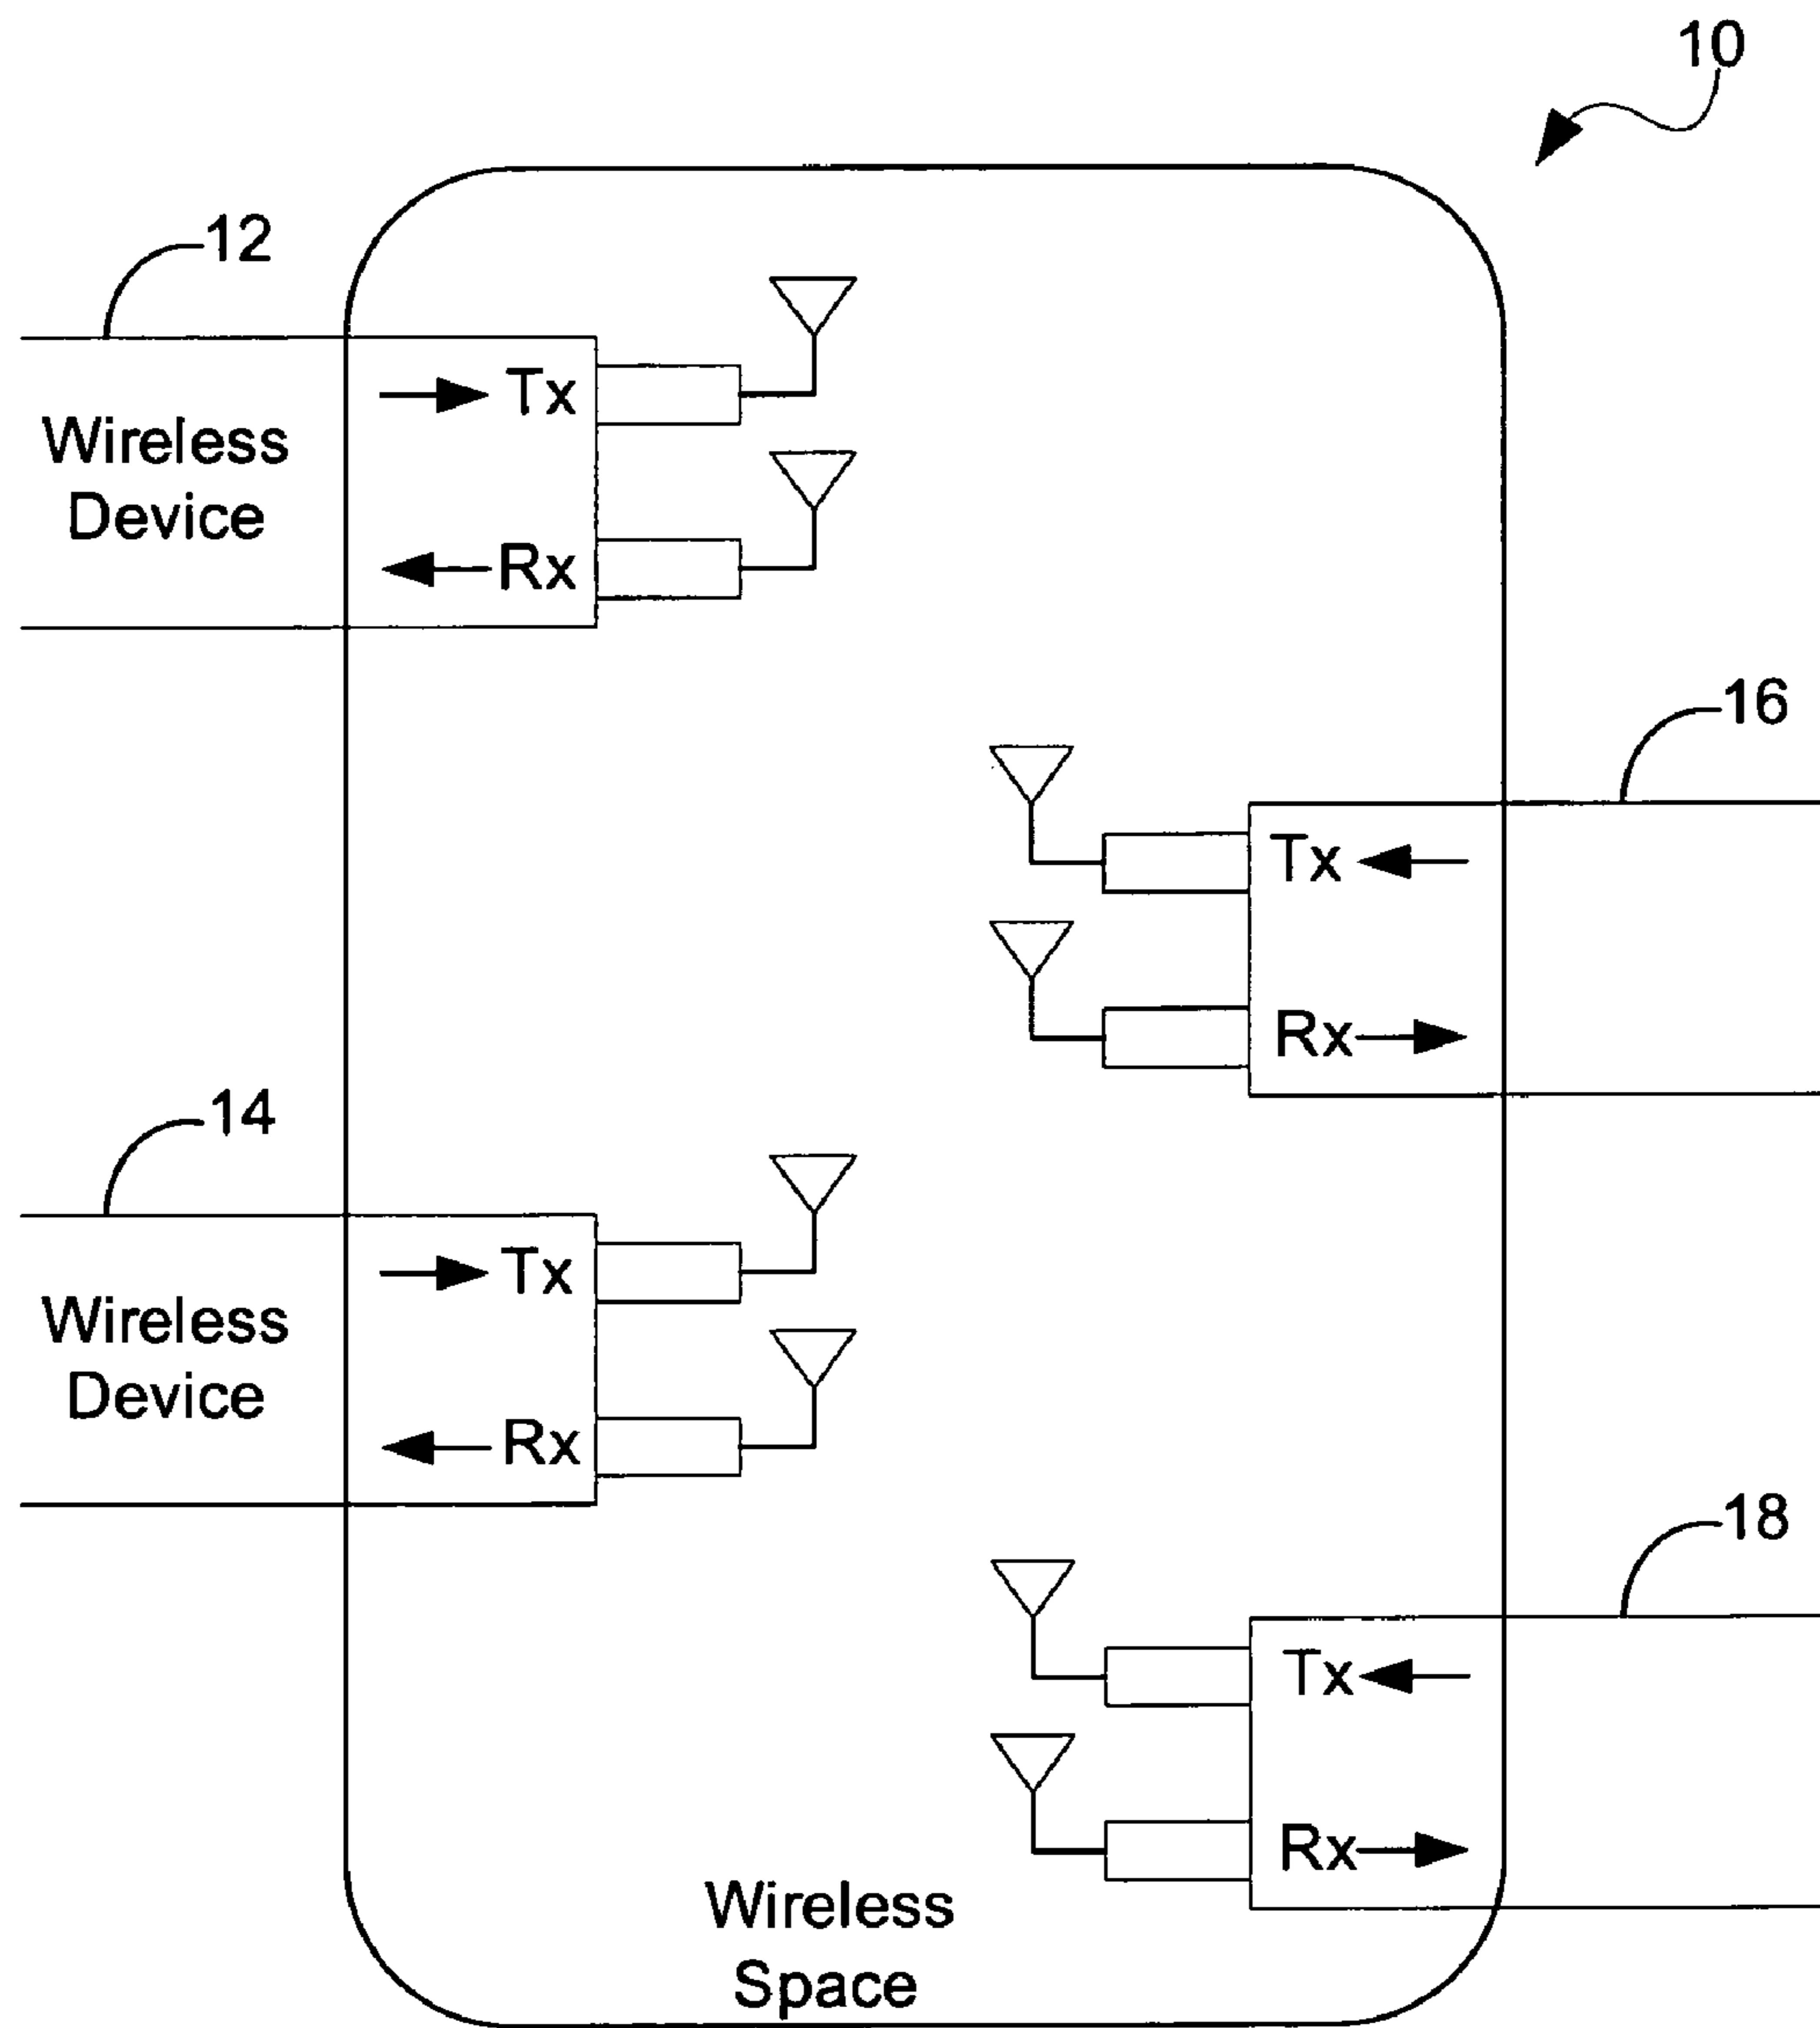 10
12
Tx
Wireless
Device
Rx
16
Tx
Rx
14
Tx
Wireless
Device
Rx
18
Tx
Rx
Wireless
Space